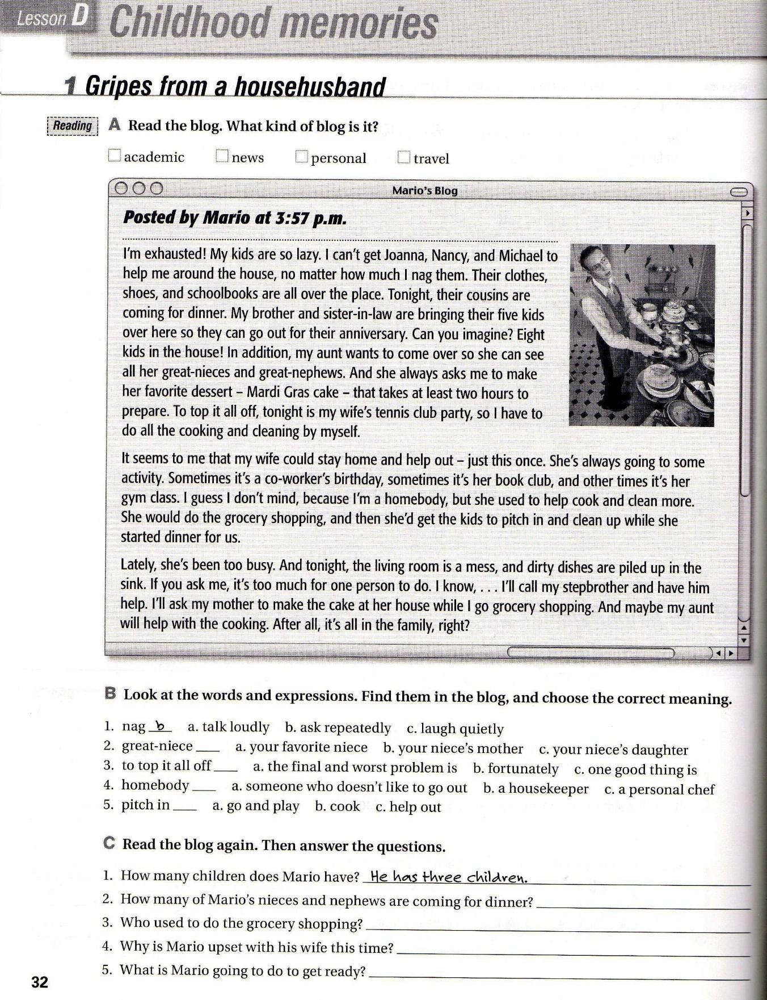 Lesson D Childhood memories
1 Gripes from a househusband
Reading A Read the blog. What kind of blog is it?
academic news personal travel
Mario's Blog
Posted by Mario at 3:57 p.m.
I'm exhausted! My kids are so lazy. I can't get Joanna, Nancy, and Michael to
help me around the house, no matter how much I nag them. Their clothes,
shoes, and schoolbooks are all over the place. Tonight, their cousins are
coming for dinner. My brother and sister-in-law are bringing their five kids
over here so they can go out for their anniversary. Can you imagine? Eight
kids in the house! In addition, my aunt wants to come over so she can see
all her great-nieces and great-nephews. And she always asks me to make
her favorite dessert – Mardi Gras cake – that takes at least two hours to
prepare. To top it all off, tonight is my wife's tennis club party, so I have to
do all the cooking and cleaning by myself.
It seems to me that my wife could stay home and help out – just this once. She's always going to some
activity. Sometimes it's a co-worker's birthday, sometimes it's her book club, and other times it's her
gym class. I guess I don't mind, because I'm a homebody, but she used to help cook and clean more.
She would do the grocery shopping, and then she'd get the kids to pitch in and clean up while she
started dinner for us.
Lately, she's been too busy. And tonight, the living room is a mess, and dirty dishes are piled up in the
sink. If you ask me, it's too much for one person to do. I know, . . . I'll call my stepbrother and have him
help. I'll ask my mother to make the cake at her house while I go grocery shopping. And maybe my aunt
will help with the cooking. After all, it's all in the family, right?
B Look at the words and expressions. Find them in the blog, and choose the correct meaning.
1. nag b a. talk loudly b. ask repeatedly c. laugh quietly
2. great-niece ___ a. your favorite niece b. your niece's mother c. your niece's daughter
3. to top it all off ___ a. the final and worst problem is b. fortunately c. one good thing is
4. homebody ___ a. someone who doesn't like to go out b. a housekeeper c. a personal chef
5. pitch in ___ a. go and play b. cook c. help out
C Read the blog again. Then answer the questions.
1. How many children does Mario have? He has three children.
2. How many of Mario's nieces and nephews are coming for dinner?
3. Who used to do the grocery shopping?
4. Why is Mario upset with his wife this time?
5. What is Mario going to do to get ready?
32